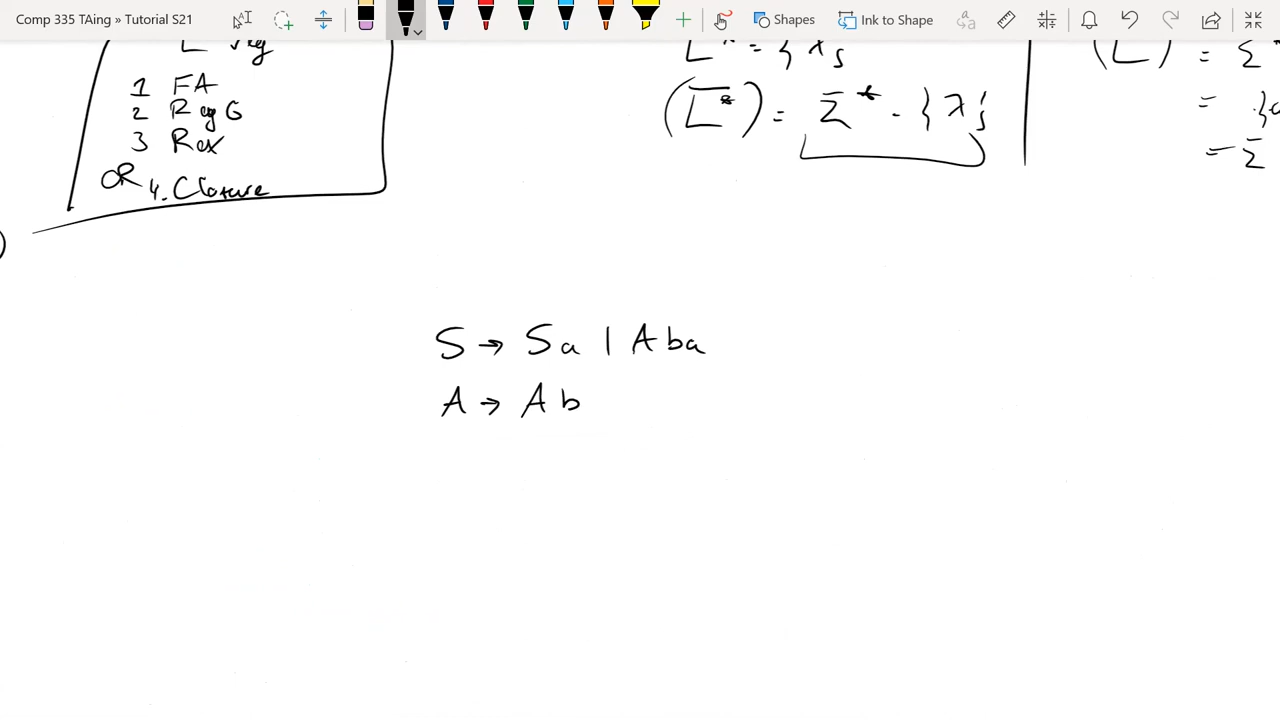 Comp 335 TAing » Tutorial S21
Shapes
Ink to Shape
L reg
1 FA
2 Reg G
3 Rex
OR 4. Closure
L* = { λ }
(L*) = Σ* - { λ }
(L) = Σ*
= {a
= Σ
)
S → Sa | Aba
A → Ab